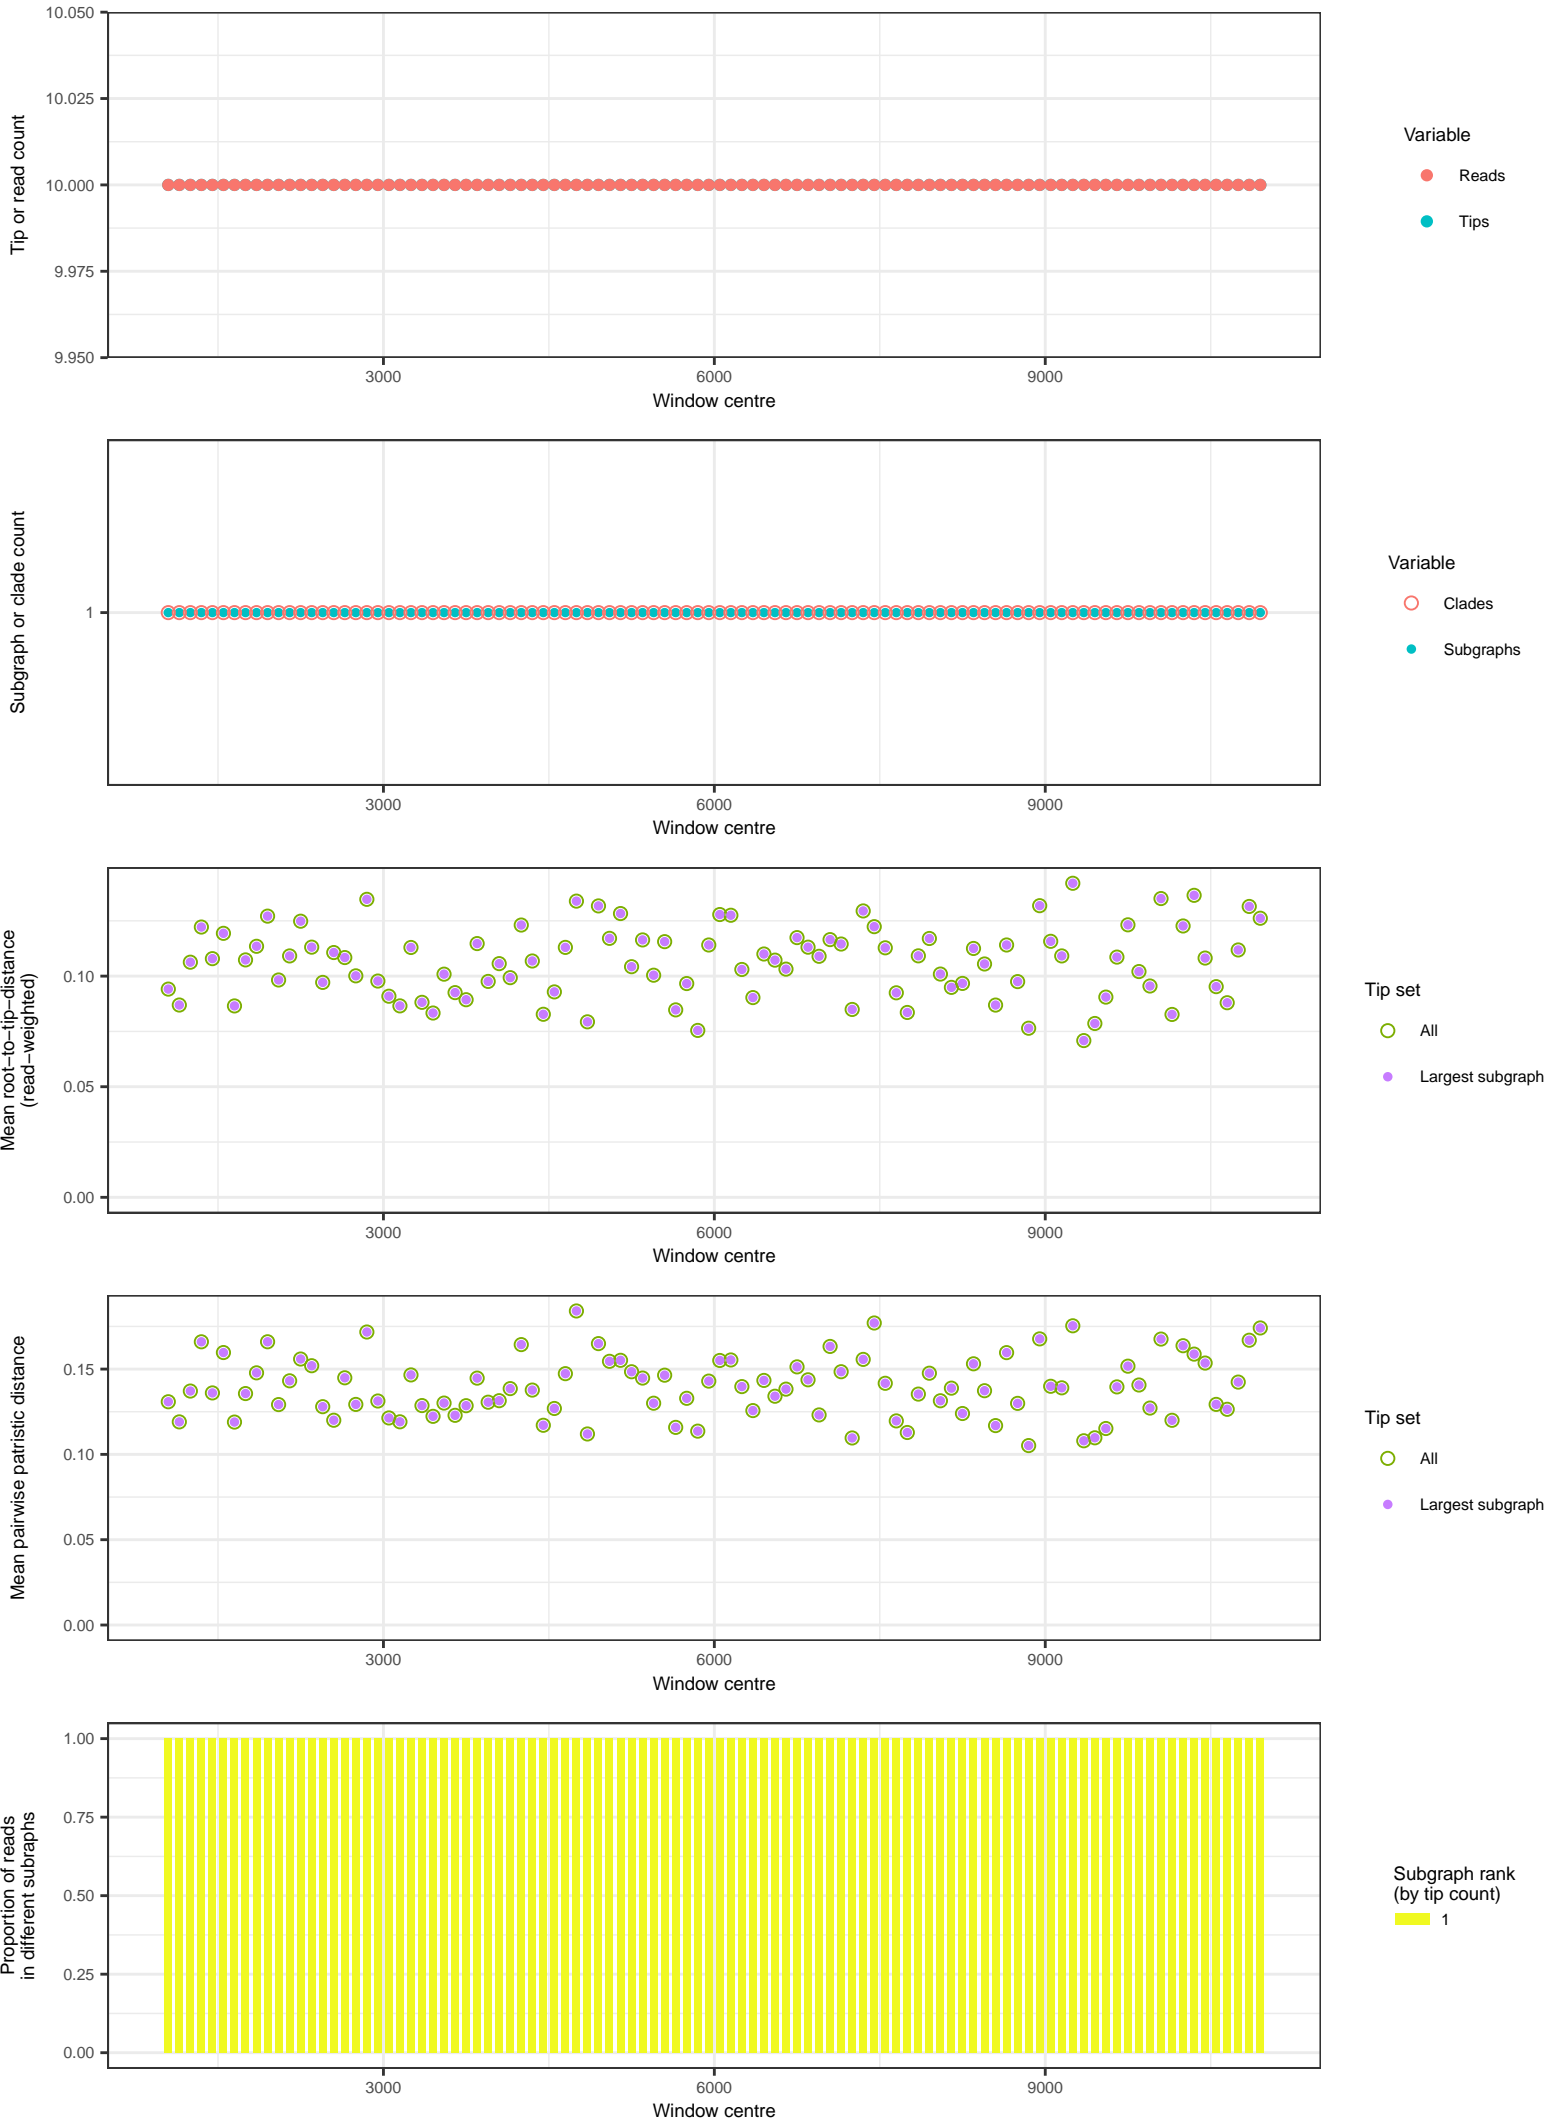 10.050
10.025
10.000
9.975
9.950
Tip or read count
3000
6000
9000
Window centre
Variable
Reads
Tips
1
Subgraph or clade count
3000
6000
9000
Window centre
Variable
Clades
Subgraphs
0.10
0.05
0.00
Mean root−to−tip−distance
(read−weighted)
3000
6000
9000
Window centre
Tip set
All
Largest subgraph
0.15
0.10
0.05
0.00
Mean pairwise patristic distance
3000
6000
9000
Window centre
Tip set
All
Largest subgraph
1.00
0.75
0.50
0.25
0.00
Proportion of reads
in different subraphs
3000
6000
9000
Window centre
Subgraph rank
(by tip count)
1